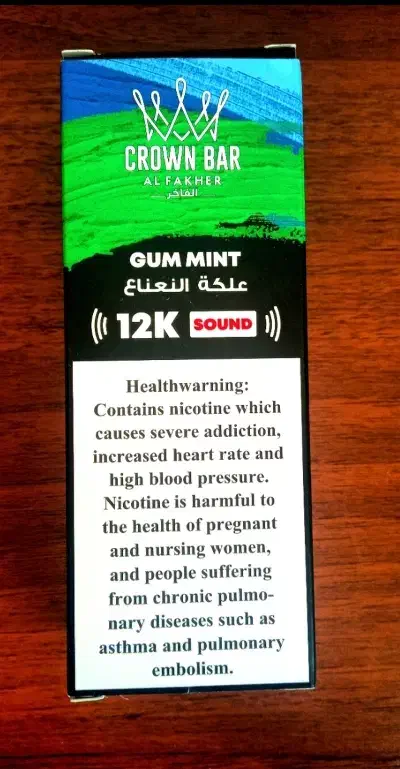 CROWN BAR
AL FAKHER
الفاخر
GUM MINT
علكة النعناع
12K SOUND
Healthwarning:
Contains nicotine which
causes severe addiction,
increased heart rate and
high blood pressure.
Nicotine is harmful to
the health of pregnant
and nursing women,
and people suffering
from chronic pulmo-
nary diseases such as
asthma and pulmonary
embolism.